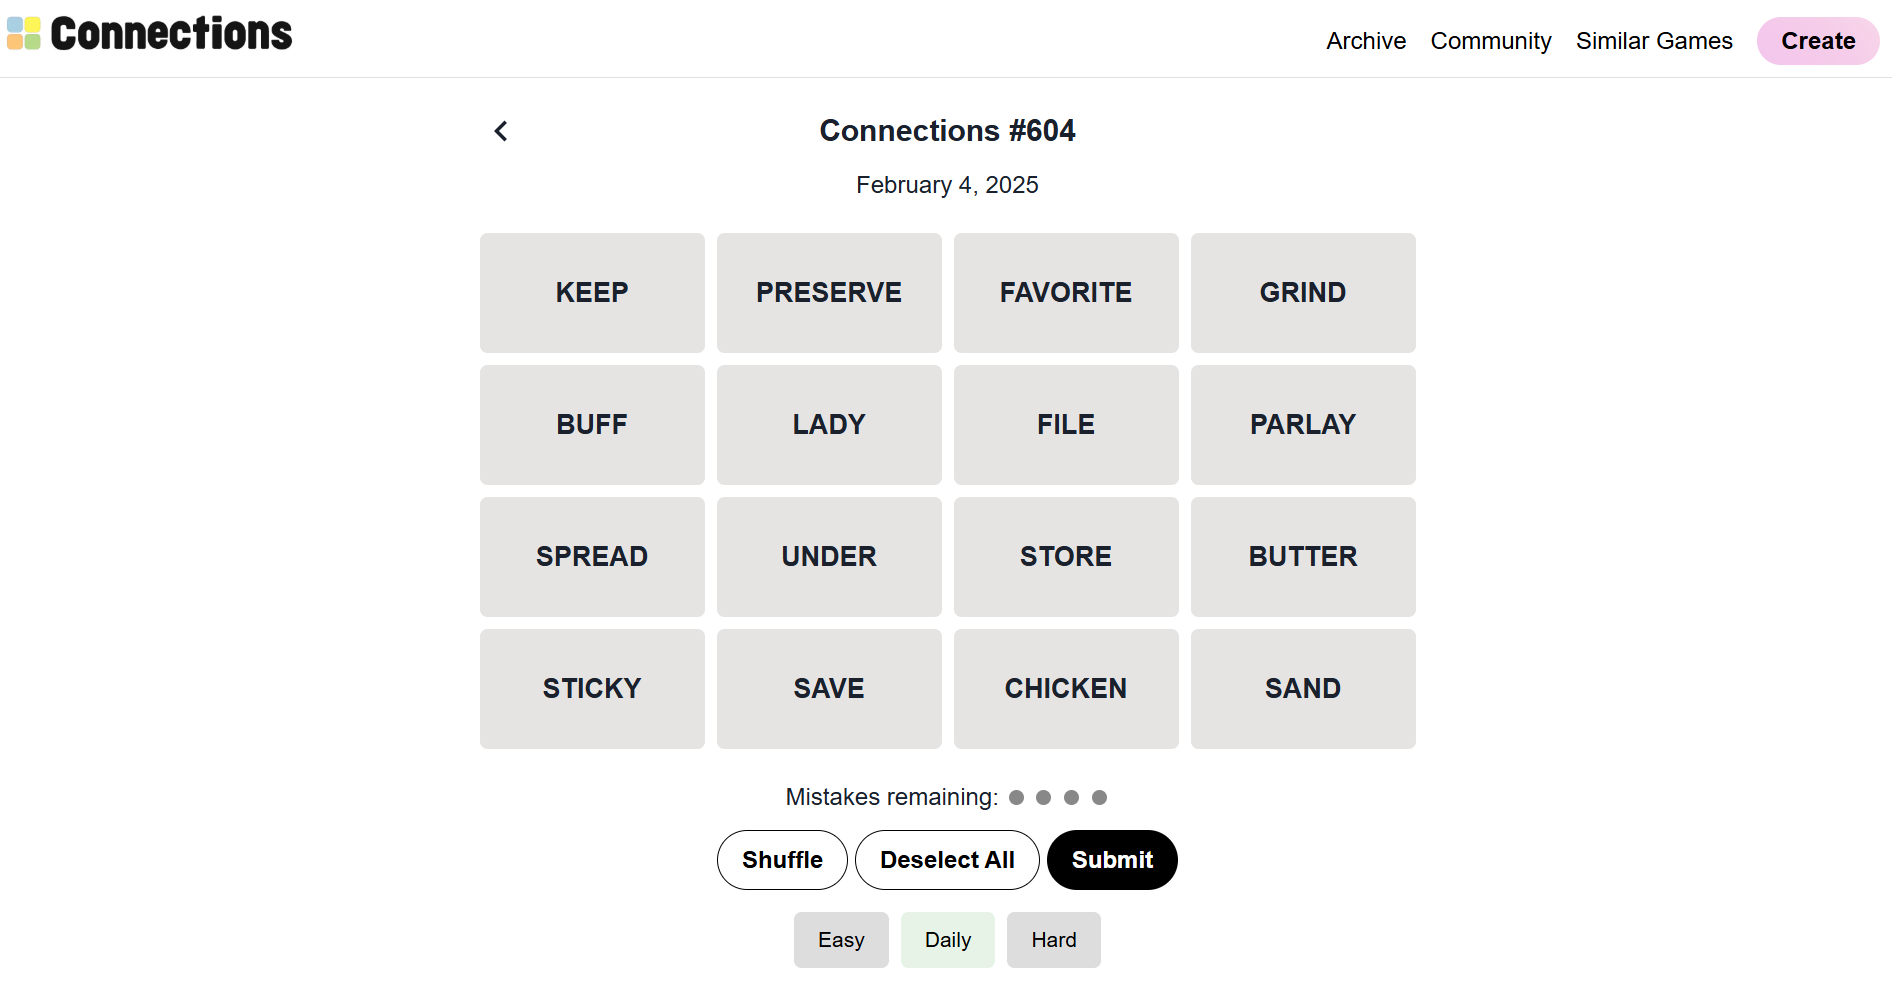 Connections
Archive Community Similar Games Create
Connections #604
February 4, 2025
KEEP PRESERVE FAVORITE GRIND
BUFF LADY FILE PARLAY
SPREAD UNDER STORE BUTTER
STICKY SAVE CHICKEN SAND
Mistakes remaining:
Shuffle Deselect All Submit
Easy Daily Hard